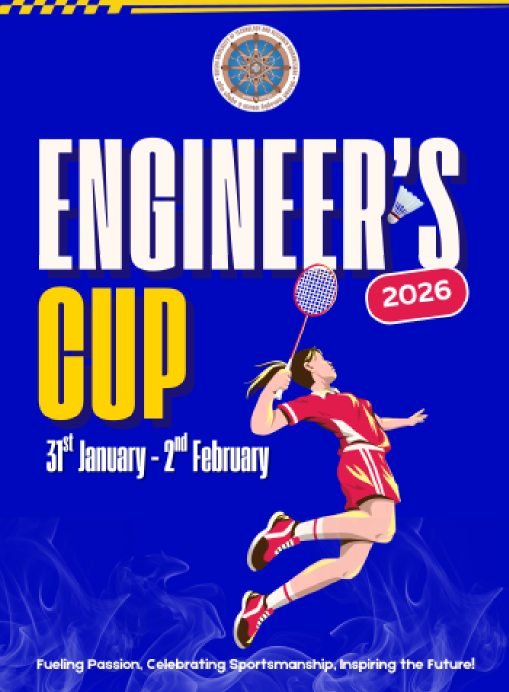 ENGINEER'S
2026
CUP
31st January - 2nd February
Fueling Passion, Celebrating Sportsmanship, Inspiring the Future!